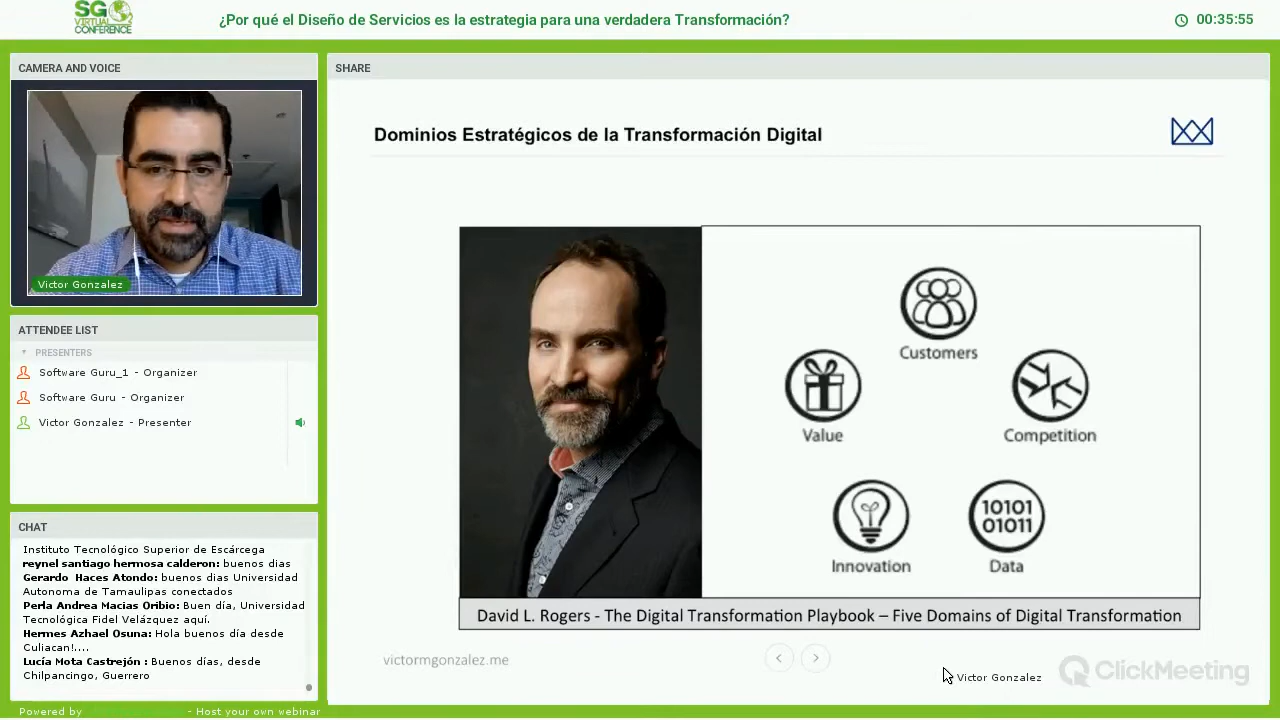 SG
VIRTUAL
CONFERENCE
¿Por qué el Diseño de Servicios es la estrategia para una verdadera Transformación?
00:35:55
CAMERA AND VOICE
Victor Gonzalez
ATTENDEE LIST
PRESENTERS
Software Guru_1 - Organizer
Software Guru - Organizer
Victor Gonzalez - Presenter
CHAT
Instituto Tecnológico Superior de Escárcega
reynel santiago hermosa calderon: buenos dias
Gerardo Haces Atondo: buenos dias Universidad
Autonoma de Tamaulipas conectados
Perla Andrea Macias Oribio: Buen día, Universidad
Tecnológica Fidel Velázquez aquí.
Hermes Azhael Osuna: Hola buenos día desde
Culiacan!....
Lucía Mota Castrejón : Buenos días, desde
Chilpancingo, Guerrero
Powered by
- Host your own webinar
SHARE
Dominios Estratégicos de la Transformación Digital
Customers
Value
Competition
10101
01011
Innovation
Data
David L. Rogers - The Digital Transformation Playbook – Five Domains of Digital Transformation
victormgonzalez.me
Victor Gonzalez
ClickMeeting